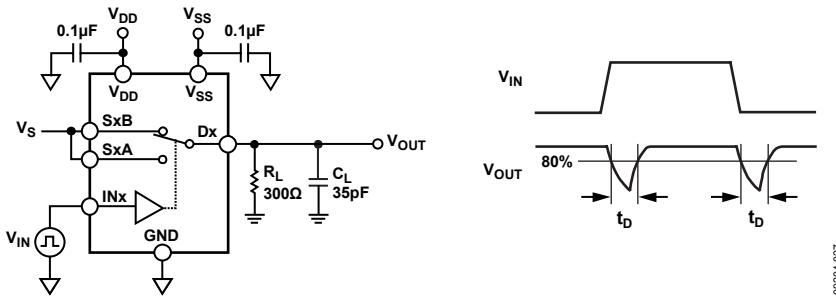 VDD
VSS
0.1µF
0.1µF
VDD
VSS
VS
SxB
SxA
Dx
VOUT
RL
300Ω
CL
35pF
INx
VIN
GND
VIN
VOUT
80%
tD
tD